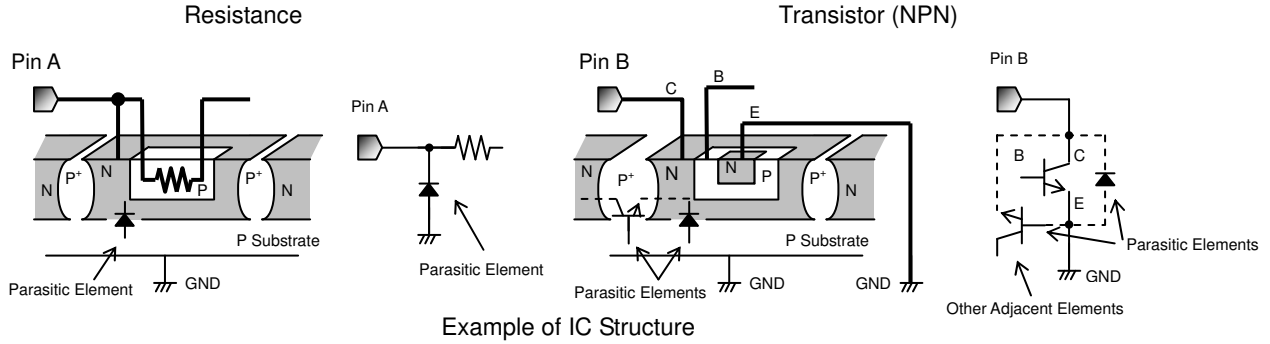 Resistance
Transistor (NPN)
Pin A
Pin B
Pin B
C
B
E
Pin A
N
P+
N
P
P+
N
N
P+
N
N
P
P+
N
B
C
E
P Substrate
P Substrate
Parasitic Element
GND
Parasitic Element
Parasitic Elements
GND
GND
GND
Parasitic Elements
Other Adjacent Elements
Example of IC Structure